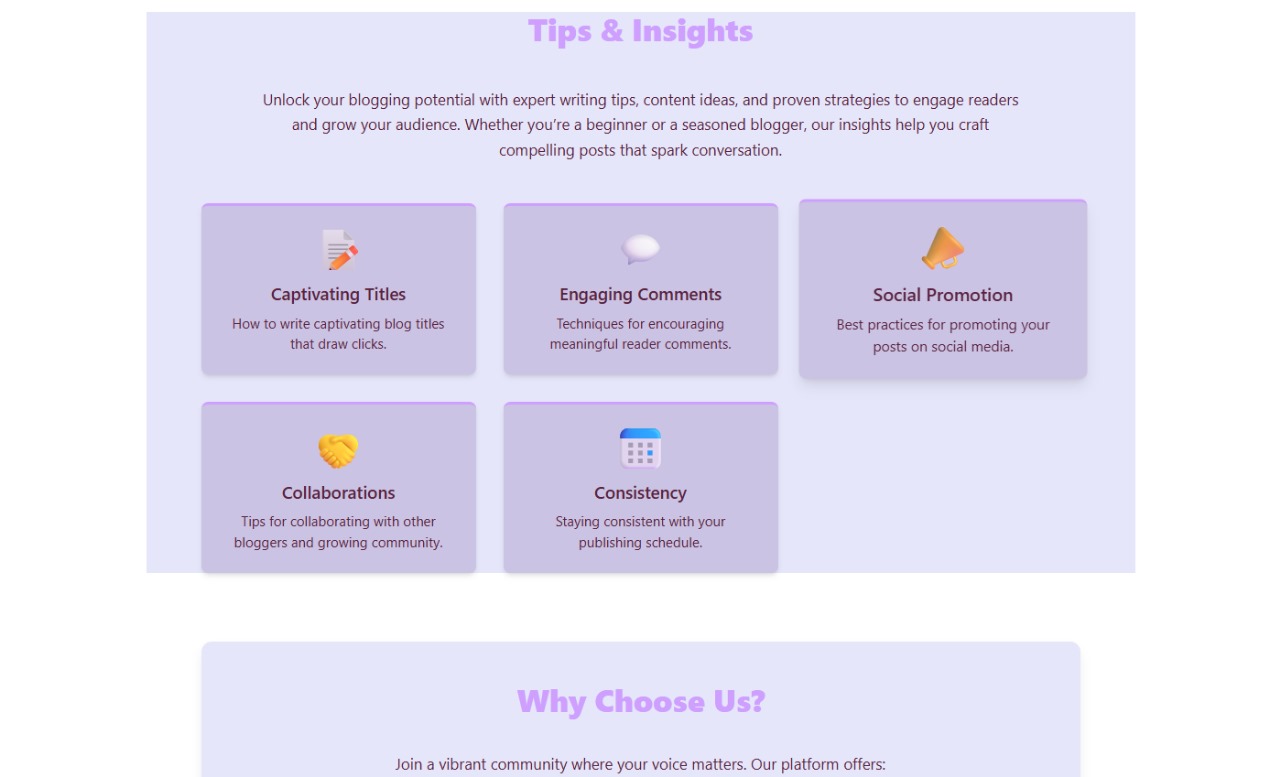 Tips & Insights
Unlock your blogging potential with expert writing tips, content ideas, and proven strategies to engage readers
and grow your audience. Whether you’re a beginner or a seasoned blogger, our insights help you craft
compelling posts that spark conversation.
Captivating Titles
How to write captivating blog titles
that draw clicks.
Engaging Comments
Techniques for encouraging
meaningful reader comments.
Social Promotion
Best practices for promoting your
posts on social media.
Collaborations
Tips for collaborating with other
bloggers and growing community.
Consistency
Staying consistent with your
publishing schedule.
Why Choose Us?
Join a vibrant community where your voice matters. Our platform offers: